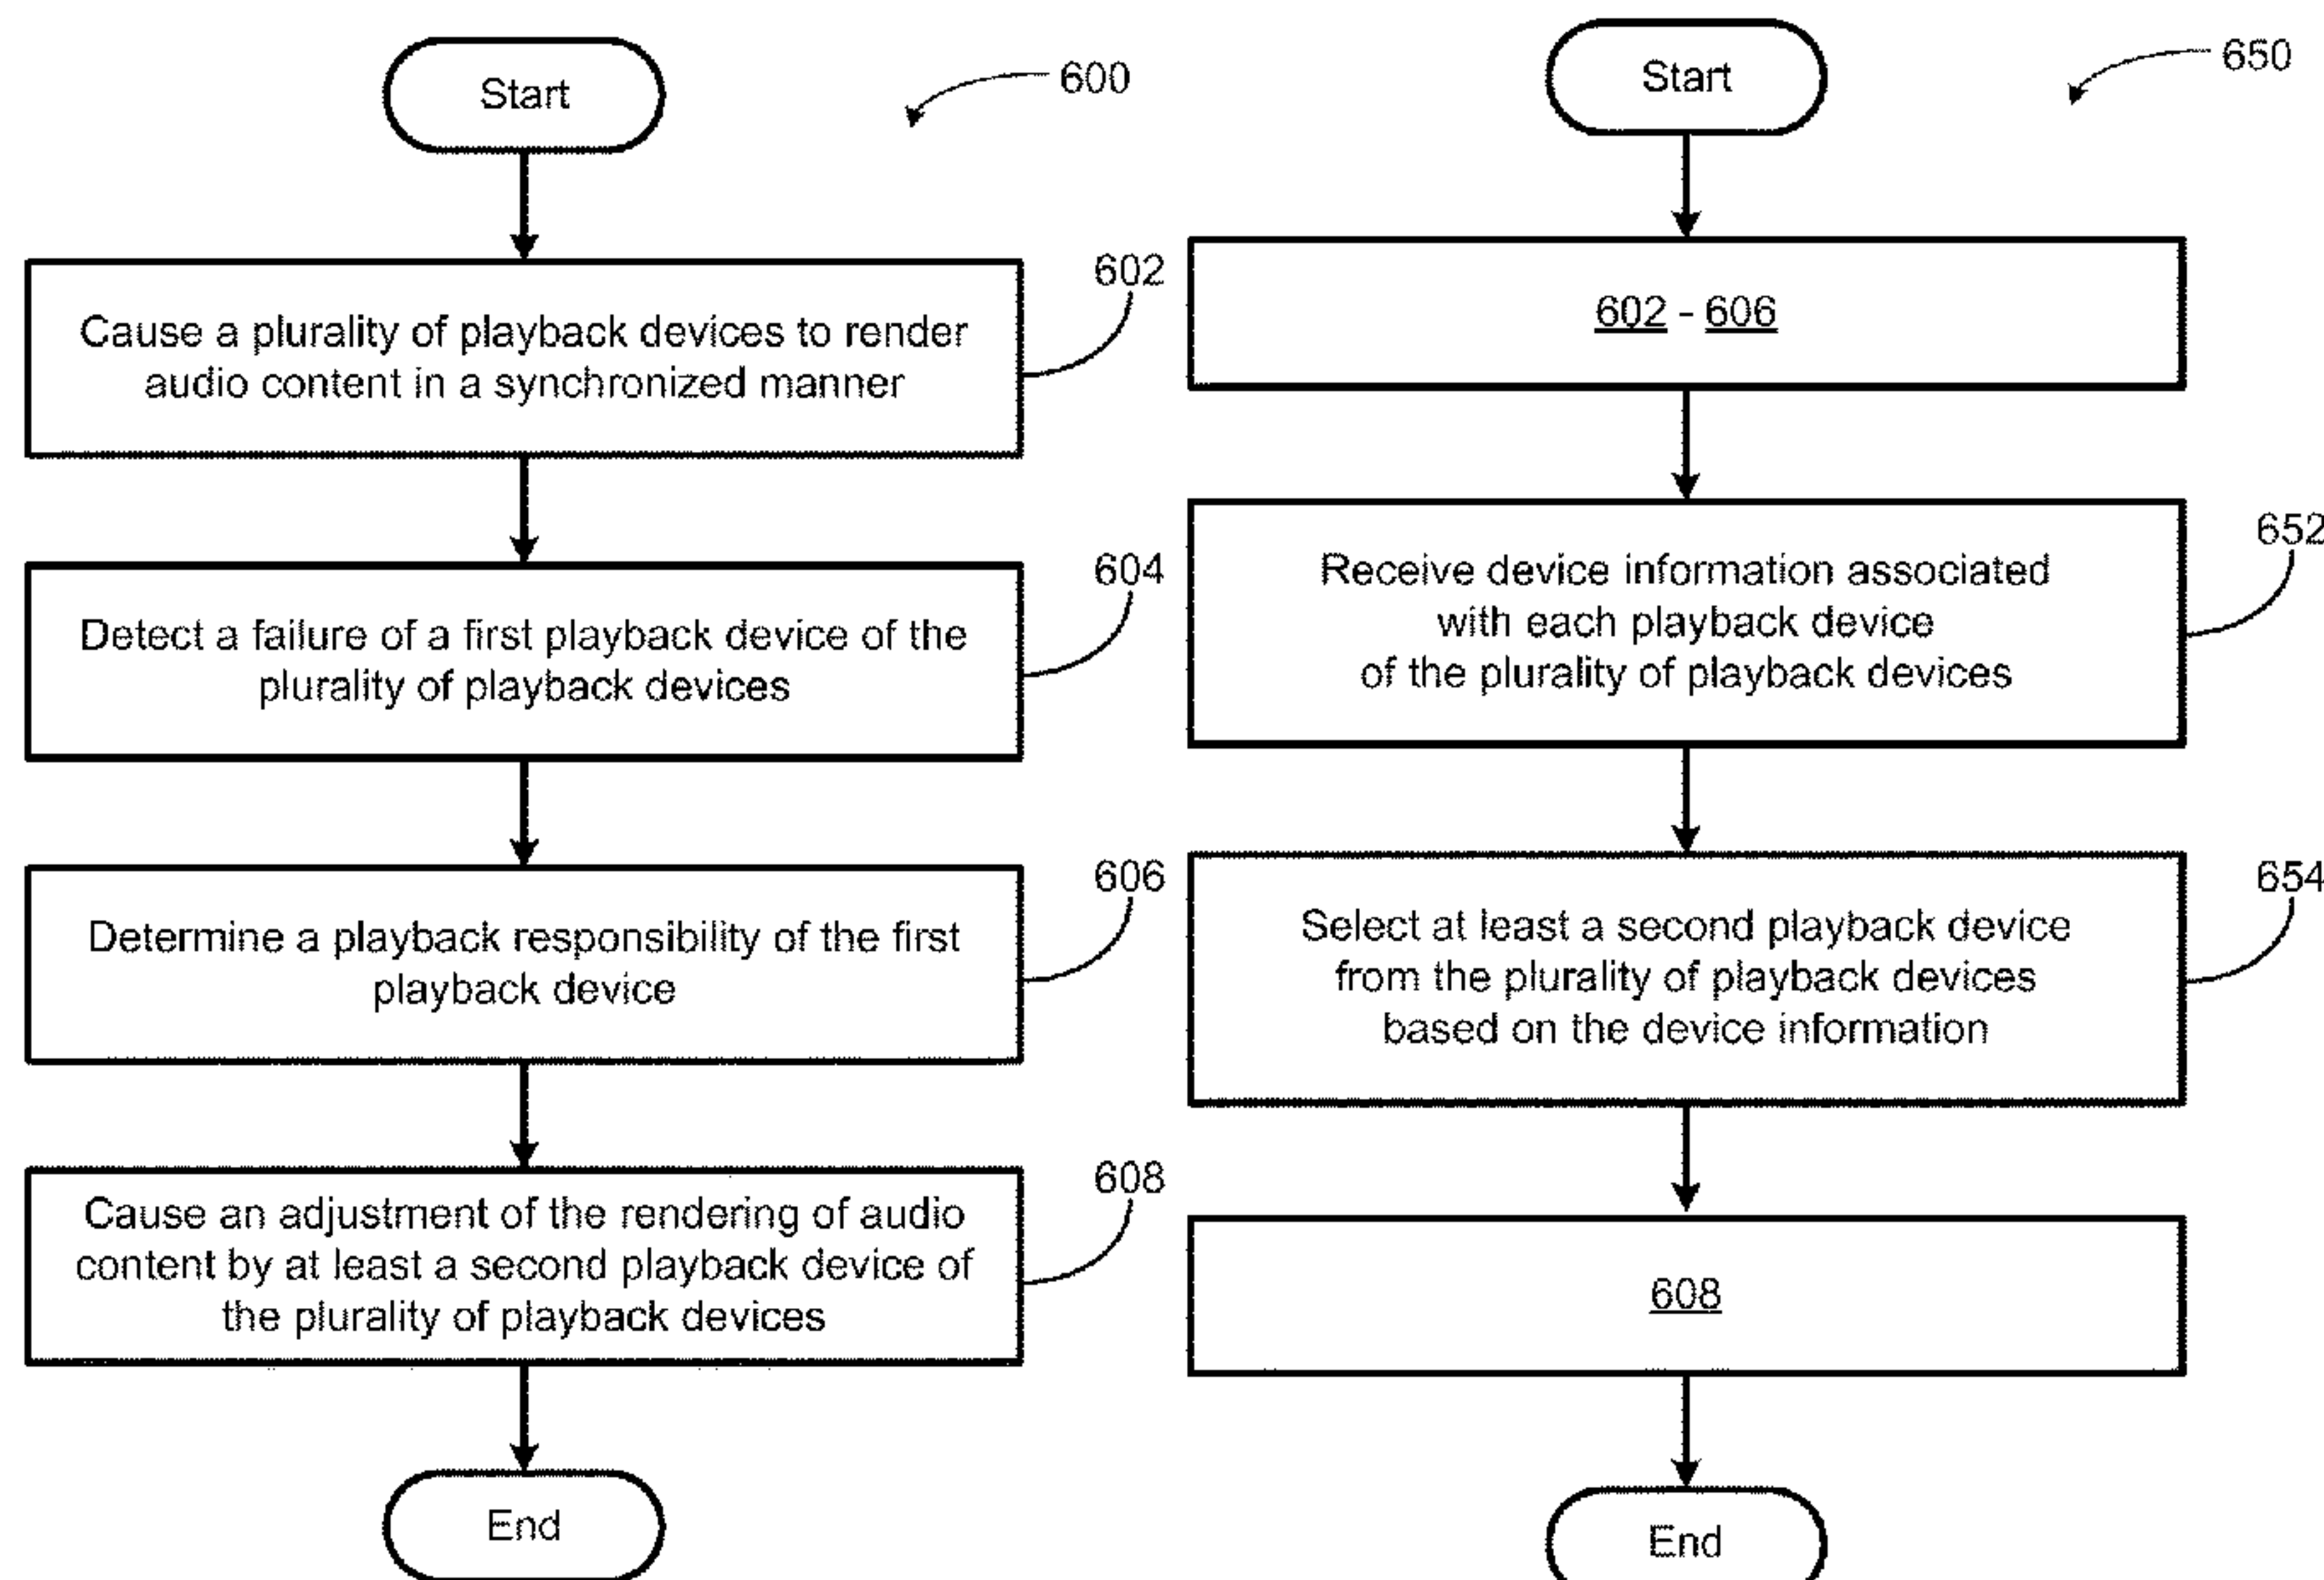 Start
600
Cause a plurality of playback devices to render
audio content in a synchronized manner
602
Detect a failure of a first playback device of the
plurality of playback devices
604
Determine a playback responsibility of the first
playback device
606
Cause an adjustment of the rendering of audio
content by at least a second playback device of
the plurality of playback devices
608
End
Start
650
602 - 606
Receive device information associated
with each playback device
of the plurality of playback devices
652
Select at least a second playback device
from the plurality of playback devices
based on the device information
654
608
End